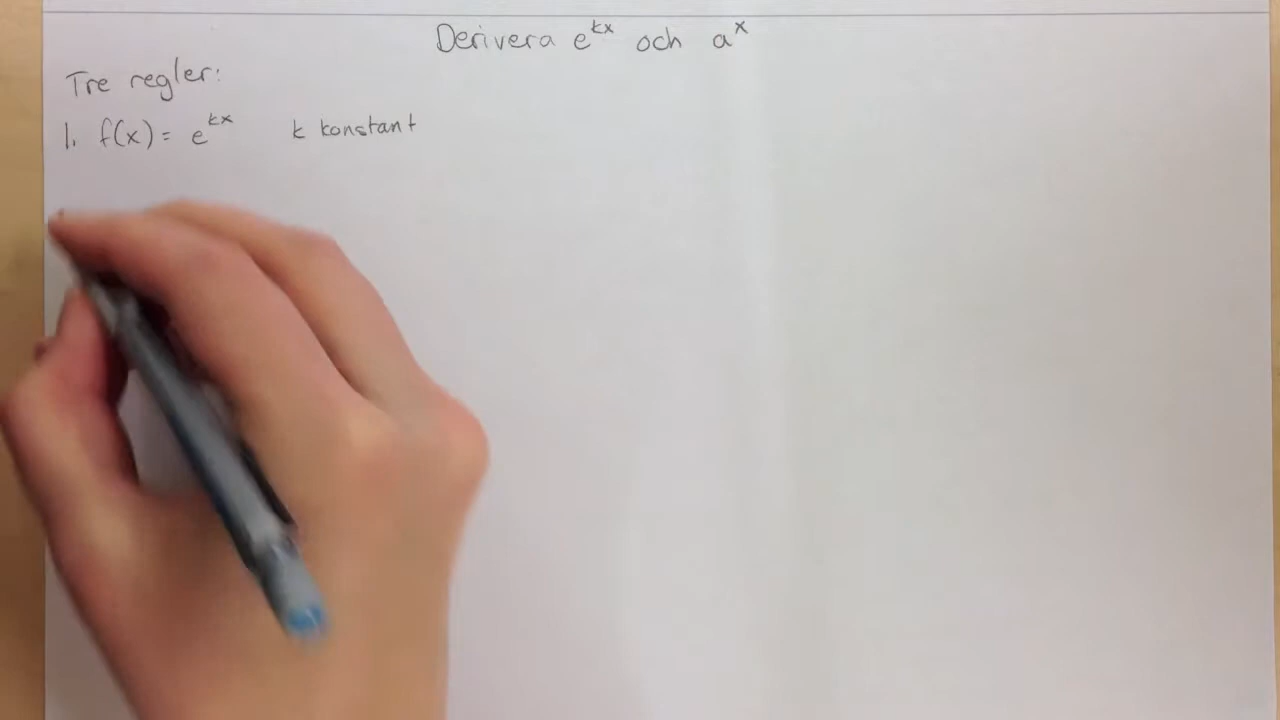 Derivera e^kx och a^x
Tre regler:
1. f(x) = e^kx k konstant